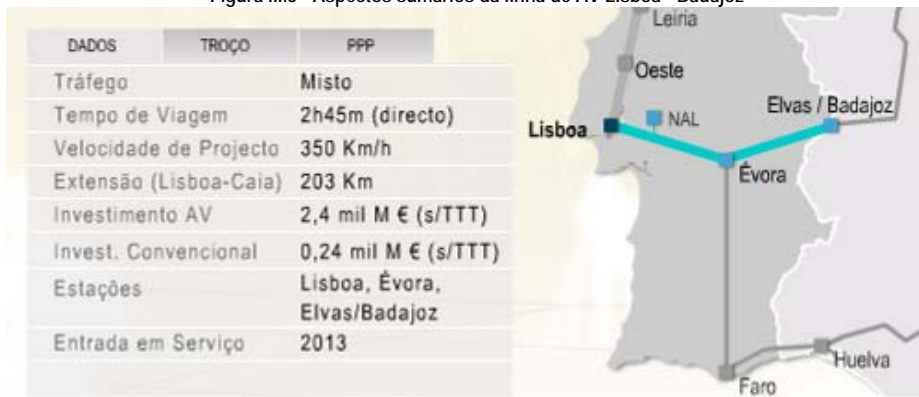 Figura III.8 - Aspectos sumários da linha de AV Lisboa - Badajoz
DADOS TROÇO PPP
Tráfego Misto
Tempo de Viagem 2h45m (directo)
Velocidade de Projecto 350 Km/h
Extensão (Lisboa-Caia) 203 Km
Investimento AV 2,4 mil M € (s/TTT)
Invest. Convencional 0,24 mil M € (s/TTT)
Estações Lisboa, Évora,
Elvas/Badajoz
Entrada em Serviço 2013
Leiria
Oeste
Lisboa
NAL
Elvas / Badajoz
Évora
Faro
Huelva